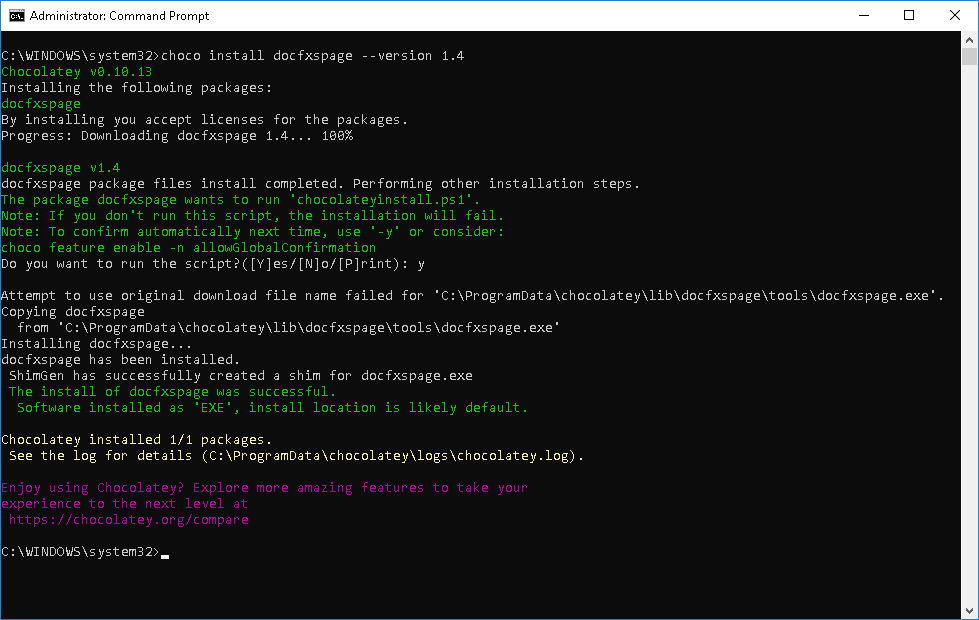 Administrator: Command Prompt
C:\WINDOWS\system32>choco install docfxspage --version 1.4
Chocolatey v0.10.13
Installing the following packages:
docfxspage
By installing you accept licenses for the packages.
Progress: Downloading docfxspage 1.4... 100%
docfxspage v1.4
docfxspage package files install completed. Performing other installation steps.
The package docfxspage wants to run 'chocolateyinstall.ps1'.
Note: If you don't run this script, the installation will fail.
Note: To confirm automatically next time, use '-y' or consider:
choco feature enable -n allowGlobalConfirmation
Do you want to run the script?([Y]es/[N]o/[P]rint): y
Attempt to use original download file name failed for 'C:\ProgramData\chocolatey\lib\docfxspage\tools\docfxspage.exe'.
Copying docfxspage
  from 'C:\ProgramData\chocolatey\lib\docfxspage\tools\docfxspage.exe'
Installing docfxspage...
docfxspage has been installed.
 ShimGen has successfully created a shim for docfxspage.exe
 The install of docfxspage was successful.
  Software installed as 'EXE', install location is likely default.
Chocolatey installed 1/1 packages.
 See the log for details (C:\ProgramData\chocolatey\logs\chocolatey.log).
Enjoy using Chocolatey? Explore more amazing features to take your
experience to the next level at
 https://chocolatey.org/compare
C:\WINDOWS\system32>